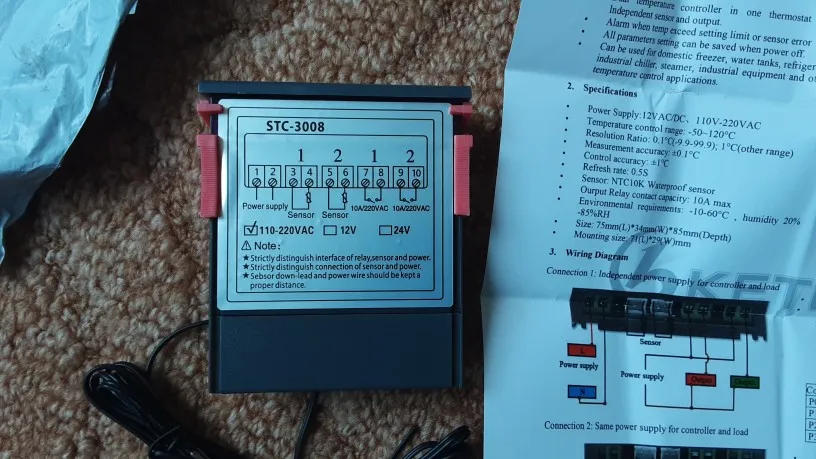 STC-3008
1 2 1 2
1 2 3 4 5 6 7 8 9 10
Power supply Sensor Sensor 10A/220VAC 10A/220VAC
110-220VAC 12V 24V
Note:
★Strictly distinguish interface of relay,sensor and power.
★Strictly distinguish connection of sensor and power.
★Sebsor down-lead and power wire should be kept a
proper distance.
temperature controller in one thermostat
Independent sensor and output.
• Alarm when temp exceed setting limit or sensor error
• All parameters setting can be saved when power off.
• Can be used for domestic freezer, water tanks, refriger
industrial chiller, steamer, industrial equipment and ot
temperature control applications.
2. Specifications
• Power Supply:12VAC/DC、110V-220VAC
• Temperature control range: -50~120°C
• Resolution Ratio: 0.1°C(-9.9-99.9); 1°C(other range)
• Measurement accuracy: ±0.1°C
• Control accuracy: ±1°C
• Refresh rate: 0.5S
• Sensor: NTC10K Waterproof sensor
• Output Relay contact capacity: 10A max
• Environmental requirements: -10-60°C , humidity 20%
-85%RH
• Size: 75mm(L)*34mm(W)*85mm(Depth)
• Mounting size: 71(L)*29(W)mm
3. Wiring Diagram
Connection 1: Independent power supply for controller and load
Sensor
L
Power supply
Power supply
Output
Output
N
Connection 2: Same power supply for controller and load